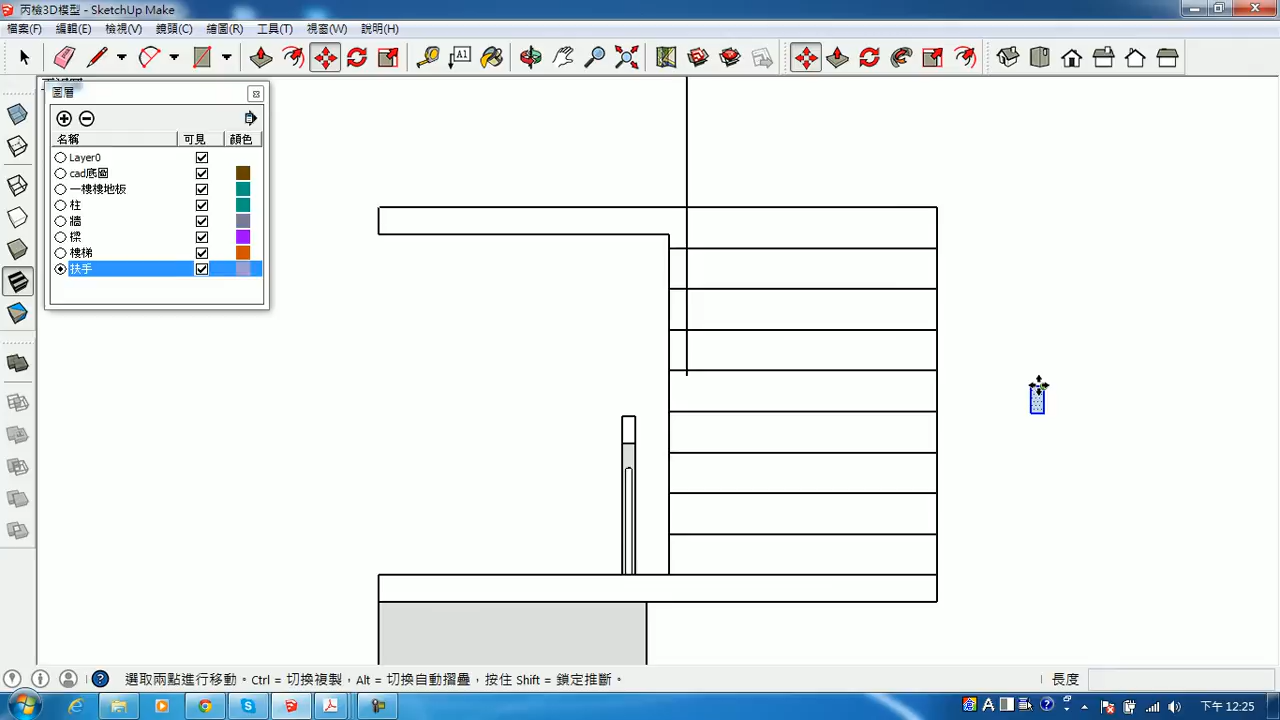 丙檢3D模型 - SketchUp Make
檔案(F) 編輯(E) 檢視(V) 鏡頭(C) 繪圖(R) 工具(T) 視窗(W) 說明(H)
A1
圖層
名稱 可見 顏色
Layer0
cad底圖
一樓樓地板
柱
牆
樑
樓梯
扶手
選取兩點進行移動。Ctrl = 切換複製，Alt = 切換自動摺疊，按住 Shift = 鎖定推斷。 長度
A
下午 12:25